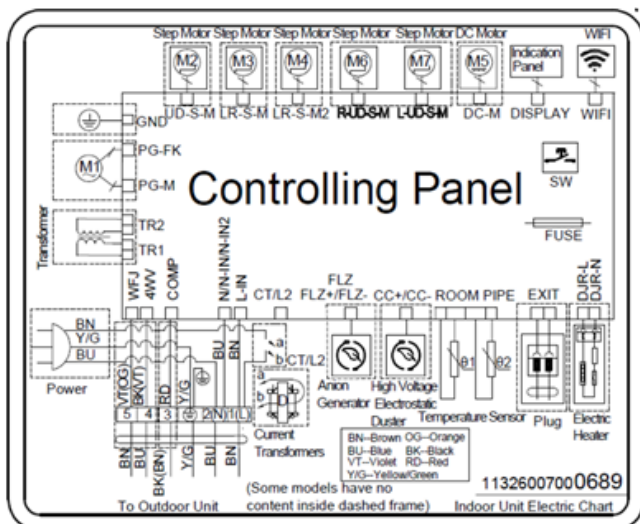 Step Motor Step Motor Step Motor Step Motor Step Motor DC Motor WIFI
M2 M3 M4 M6 M7 M5 Indication
Panel
UD-S-M LR-S-M LR-S-M2 R-UD-S-M L-UD-S-M DC-M DISPLAY WIFI
GND
PG-FK
M1
PG-M
Controlling Panel
SW
FUSE
Transformer
TR2
TR1
WFJ
4WV
COMP
N/N-IN/N-IN2
L-IN
CT/L2
FLZ
FLZ+/FLZ-
CC+/CC-
ROOM PIPE
EXIT
DJR-L
DJR-N
BN
Y/G
BU
Power
VT(OG)
BK(VT)
RD
Y/G
BU
BN
a
b CT/L2
a
b
Current
Transformers
Anion
Generator
High Voltage
Electrostatic
Duster
θ1
θ2
Temperature Sensor
Plug
Electric
Heater
5 4 3 2(N) 1(L)
BN
BU
BK(BN)
Y/G
BU
BN
BN--Brown OG--Orange
BU--Blue BK--Black
VT--Violet RD--Red
Y/G--Yellow/Green
To Outdoor Unit
(Some models have no
content inside dashed frame)
11326007000689
Indoor Unit Electric Chart